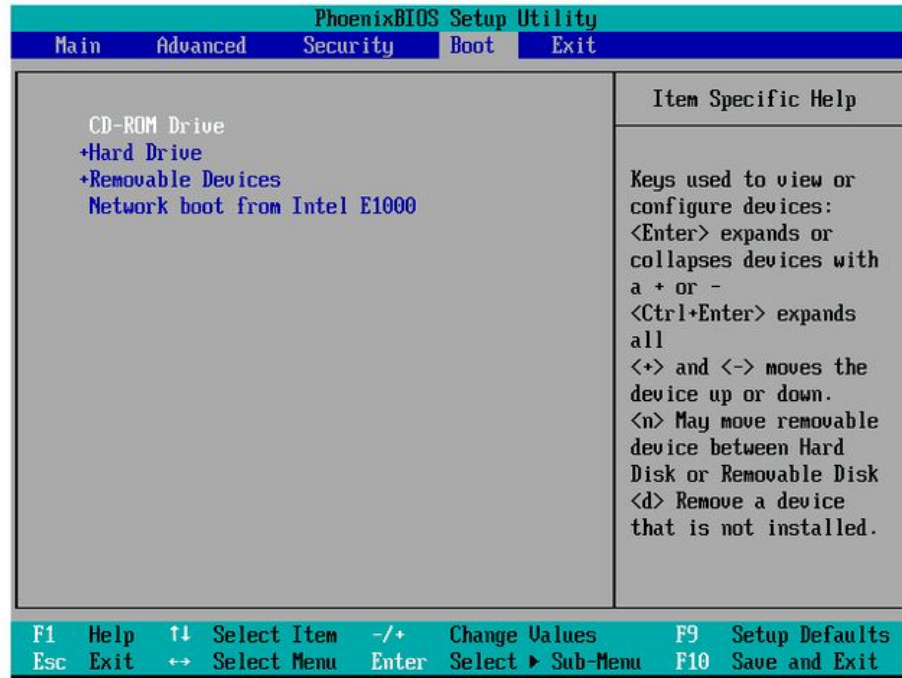 PhoenixBIOS Setup Utility
Main Advanced Security Boot Exit
CD-ROM Drive
+Hard Drive
+Removable Devices
Network boot from Intel E1000
Item Specific Help
Keys used to view or
configure devices:
<Enter> expands or
collapses devices with
a + or -
<Ctrl+Enter> expands
all
<+> and <-> moves the
device up or down.
<n> May move removable
device between Hard
Disk or Removable Disk
<d> Remove a device
that is not installed.
F1 Help ↑↓ Select Item -/+ Change Values F9 Setup Defaults
Esc Exit ↔ Select Menu Enter Select ▶ Sub-Menu F10 Save and Exit